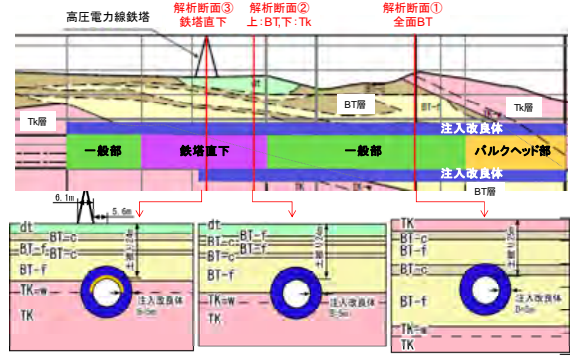 高圧電力線鉄塔
解析断面③
鉄塔直下
解析断面②
上：BT,下：Tk
解析断面①
全面BT
dt
BT層
BT-f
Tk層
Tk層
注入改良体
一般部
鉄塔直下
一般部
バルクヘッド部
注入改良体
TK
BT層
6.1m
5.6m
dt
BT=c
BT-f
BT=c
BT-f
TK=w
TK
注入改良体
dt
BT=c
BT=f
BT=c
BT-f
TK=w
TK
注入改良体
TK
BT-c
BT-f
BT-c
BT-f
TK-w
TK
注入改良体